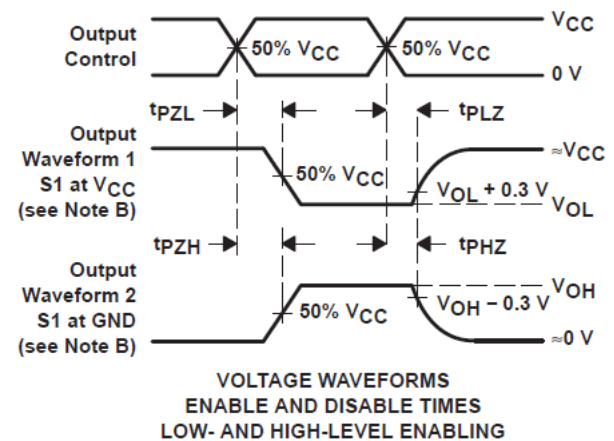 Output
Control
50% VCC
50% VCC
VCC
0 V
tPZL
tPLZ
Output
Waveform 1
S1 at VCC
(see Note B)
50% VCC
≈VCC
VOL + 0.3 V
VOL
tPZH
tPHZ
Output
Waveform 2
S1 at GND
(see Note B)
50% VCC
VOH
VOH − 0.3 V
≈0 V
VOLTAGE WAVEFORMS
ENABLE AND DISABLE TIMES
LOW- AND HIGH-LEVEL ENABLING